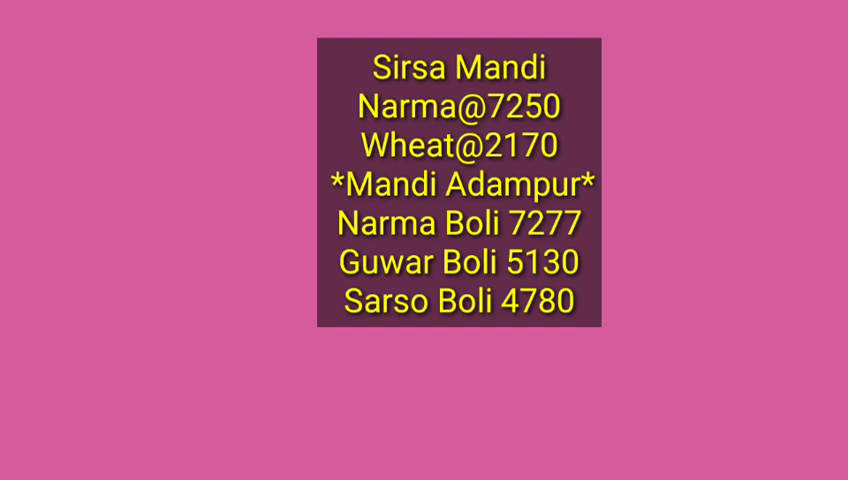 Sirsa Mandi
Narma@7250
Wheat@2170
*Mandi Adampur*
Narma Boli 7277
Guwar Boli 5130
Sarso Boli 4780